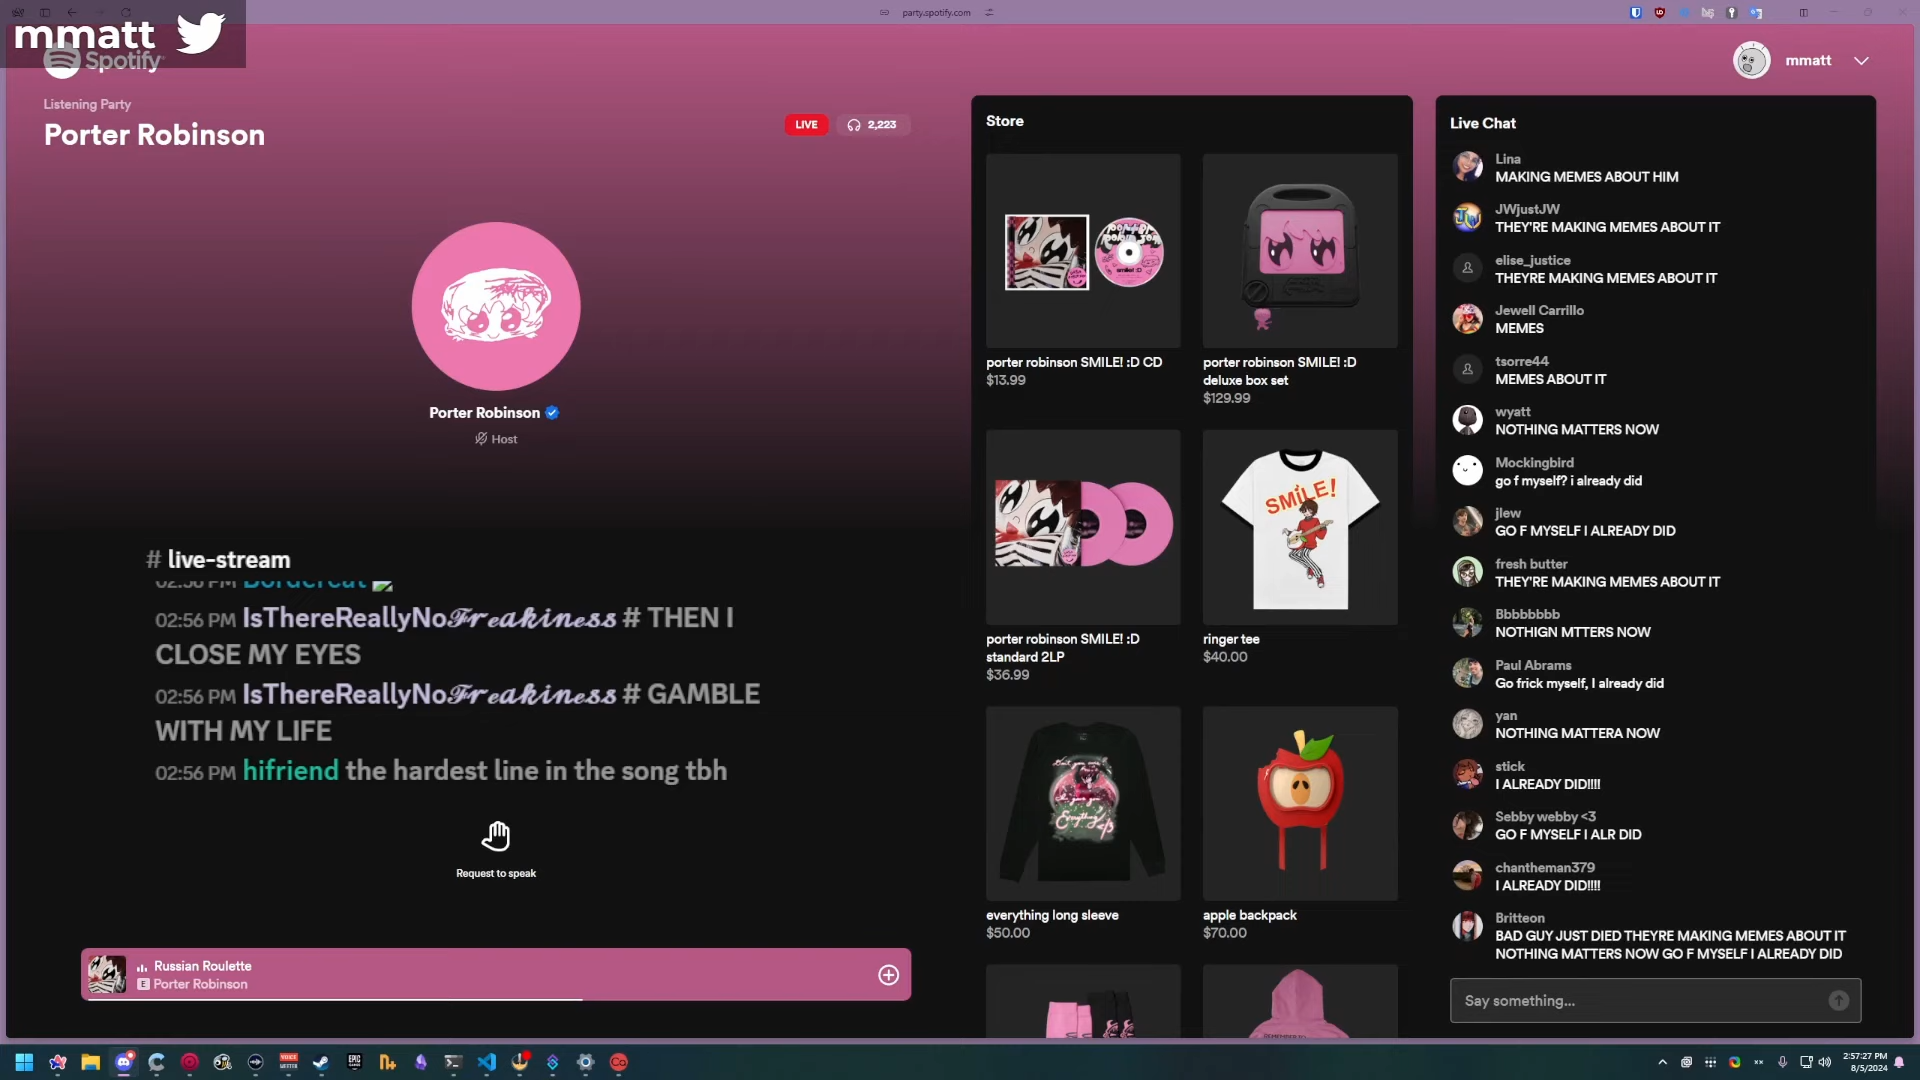 party.spotify.com
mmatt
Spotify
mmatt
Listening Party
Porter Robinson
LIVE
2,223
Porter Robinson
Host
# live-stream
02:56 PM Bordercat
02:56 PM IsThereReallyNo𝓕𝓻𝓮𝓪𝓴𝓲𝓷𝓮𝓼𝓼 # THEN I
CLOSE MY EYES
02:56 PM IsThereReallyNo𝓕𝓻𝓮𝓪𝓴𝓲𝓷𝓮𝓼𝓼 # GAMBLE
WITH MY LIFE
02:56 PM hifriend the hardest line in the song tbh
Request to speak
Russian Roulette
E Porter Robinson
Store
porter robinson SMILE! :D CD
$13.99
porter robinson SMILE! :D
deluxe box set
$129.99
porter robinson SMILE! :D
standard 2LP
$36.99
SMiLE!
ringer tee
$40.00
everything long sleeve
$50.00
apple backpack
$70.00
Live Chat
Lina
MAKING MEMES ABOUT HIM
JWjustJW
THEY'RE MAKING MEMES ABOUT IT
elise_justice
THEYRE MAKING MEMES ABOUT IT
Jewell Carrillo
MEMES
tsorre44
MEMES ABOUT IT
wyatt
NOTHING MATTERS NOW
Mockingbird
go f myself? i already did
jlew
GO F MYSELF I ALREADY DID
fresh butter
THEY'RE MAKING MEMES ABOUT IT
Bbbbbbbb
NOTHIGN MTTERS NOW
Paul Abrams
Go frick myself, I already did
yan
NOTHING MATTERA NOW
stick
I ALREADY DID!!!!
Sebby webby <3
GO F MYSELF I ALR DID
chantheman379
I ALREADY DID!!!!
Britteon
BAD GUY JUST DIED THEYRE MAKING MEMES ABOUT IT
NOTHING MATTERS NOW GO F MYSELF I ALREADY DID
Say something...
2:57:27 PM
8/5/2024